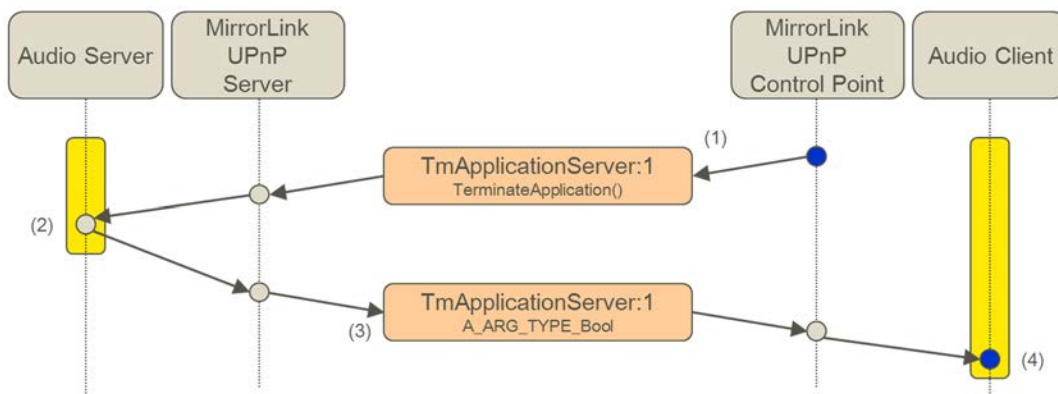 Audio Server
MirrorLink
UPnP
Server
MirrorLink
UPnP
Control Point
Audio Client
(1)
TmApplicationServer:1
TerminateApplication()
(2)
TmApplicationServer:1
A_ARG_TYPE_Bool
(3)
(4)